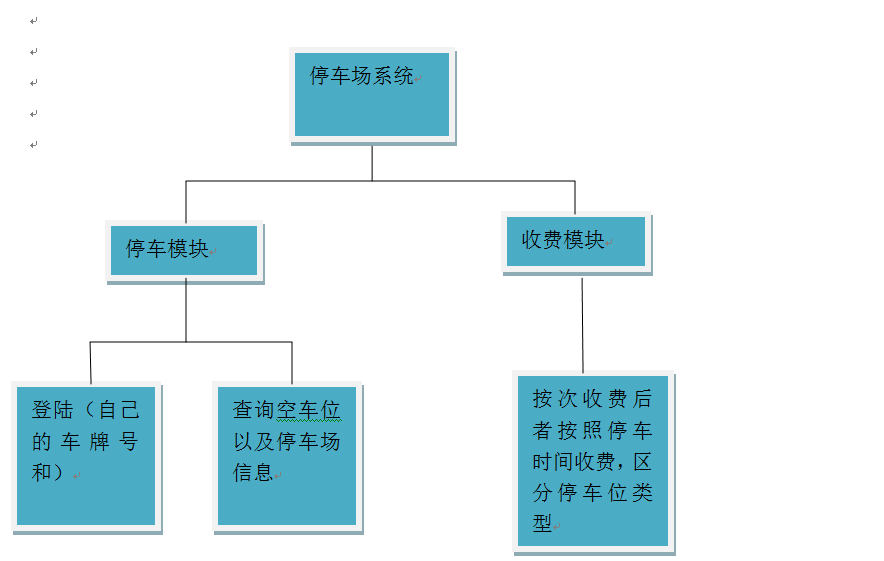 停车场系统
停车模块
收费模块
登陆（自己
的车牌号
和）
查询空车位
以及停车场
信息
按次收费后
者按照停车
时间收费，区
分停车位类
型